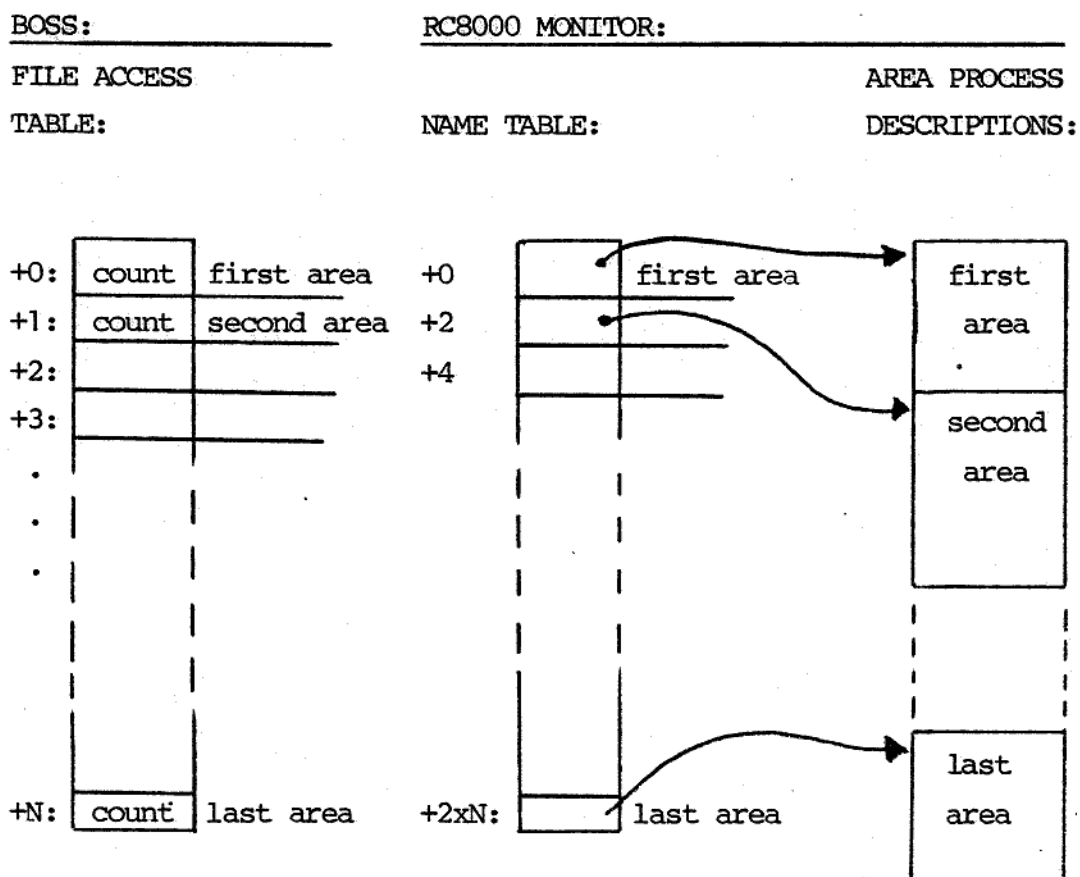 BOSS: RC8000 MONITOR:
FILE ACCESS AREA PROCESS
TABLE: NAME TABLE: DESCRIPTIONS:
+0: count first area +0 first area first
+1: count second area +2 area
+2: +4
+3: second
area
.
.
.
last
+N: count last area +2xN: last area area